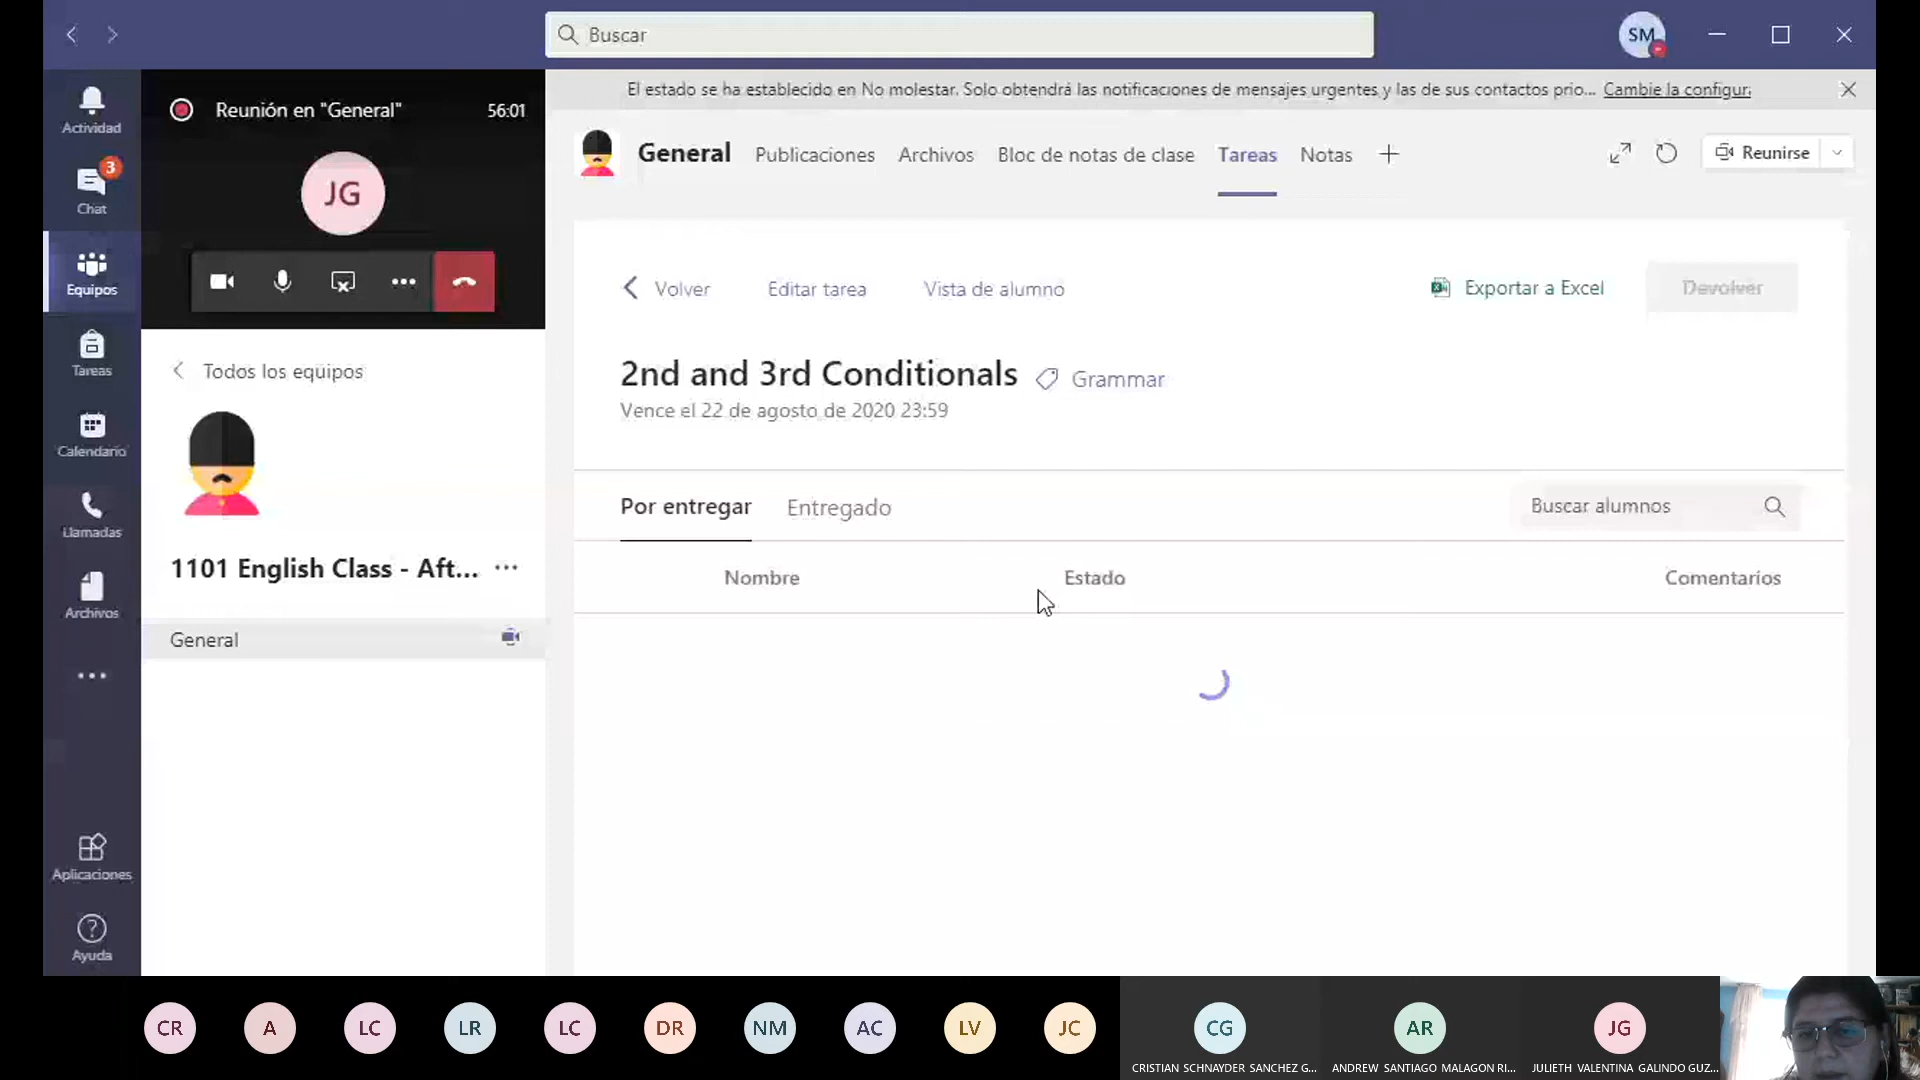 Buscar
SM
El estado se ha establecido en No molestar. Solo obtendrá las notificaciones de mensajes urgentes y las de sus contactos prio... Cambie la configur
Actividad
3
Chat
Equipos
Tareas
Calendario
Llamadas
Archivos
Aplicaciones
Ayuda
Reunión en "General"
56:01
JG
Todos los equipos
1101 English Class - Aft...
General
General
Publicaciones
Archivos
Bloc de notas de clase
Tareas
Notas
Reunirse
Volver
Editar tarea
Vista de alumno
Exportar a Excel
Devolver
2nd and 3rd Conditionals
Grammar
Vence el 22 de agosto de 2020 23:59
Por entregar
Entregado
Buscar alumnos
Nombre
Estado
Comentarios
CR
A
LC
LR
LC
DR
NM
AC
LV
JC
CG
AR
JG
CRISTIAN SCHNAYDER SANCHEZ G...
ANDREW SANTIAGO MALAGON RI...
JULIETH VALENTINA GALINDO GUZ...